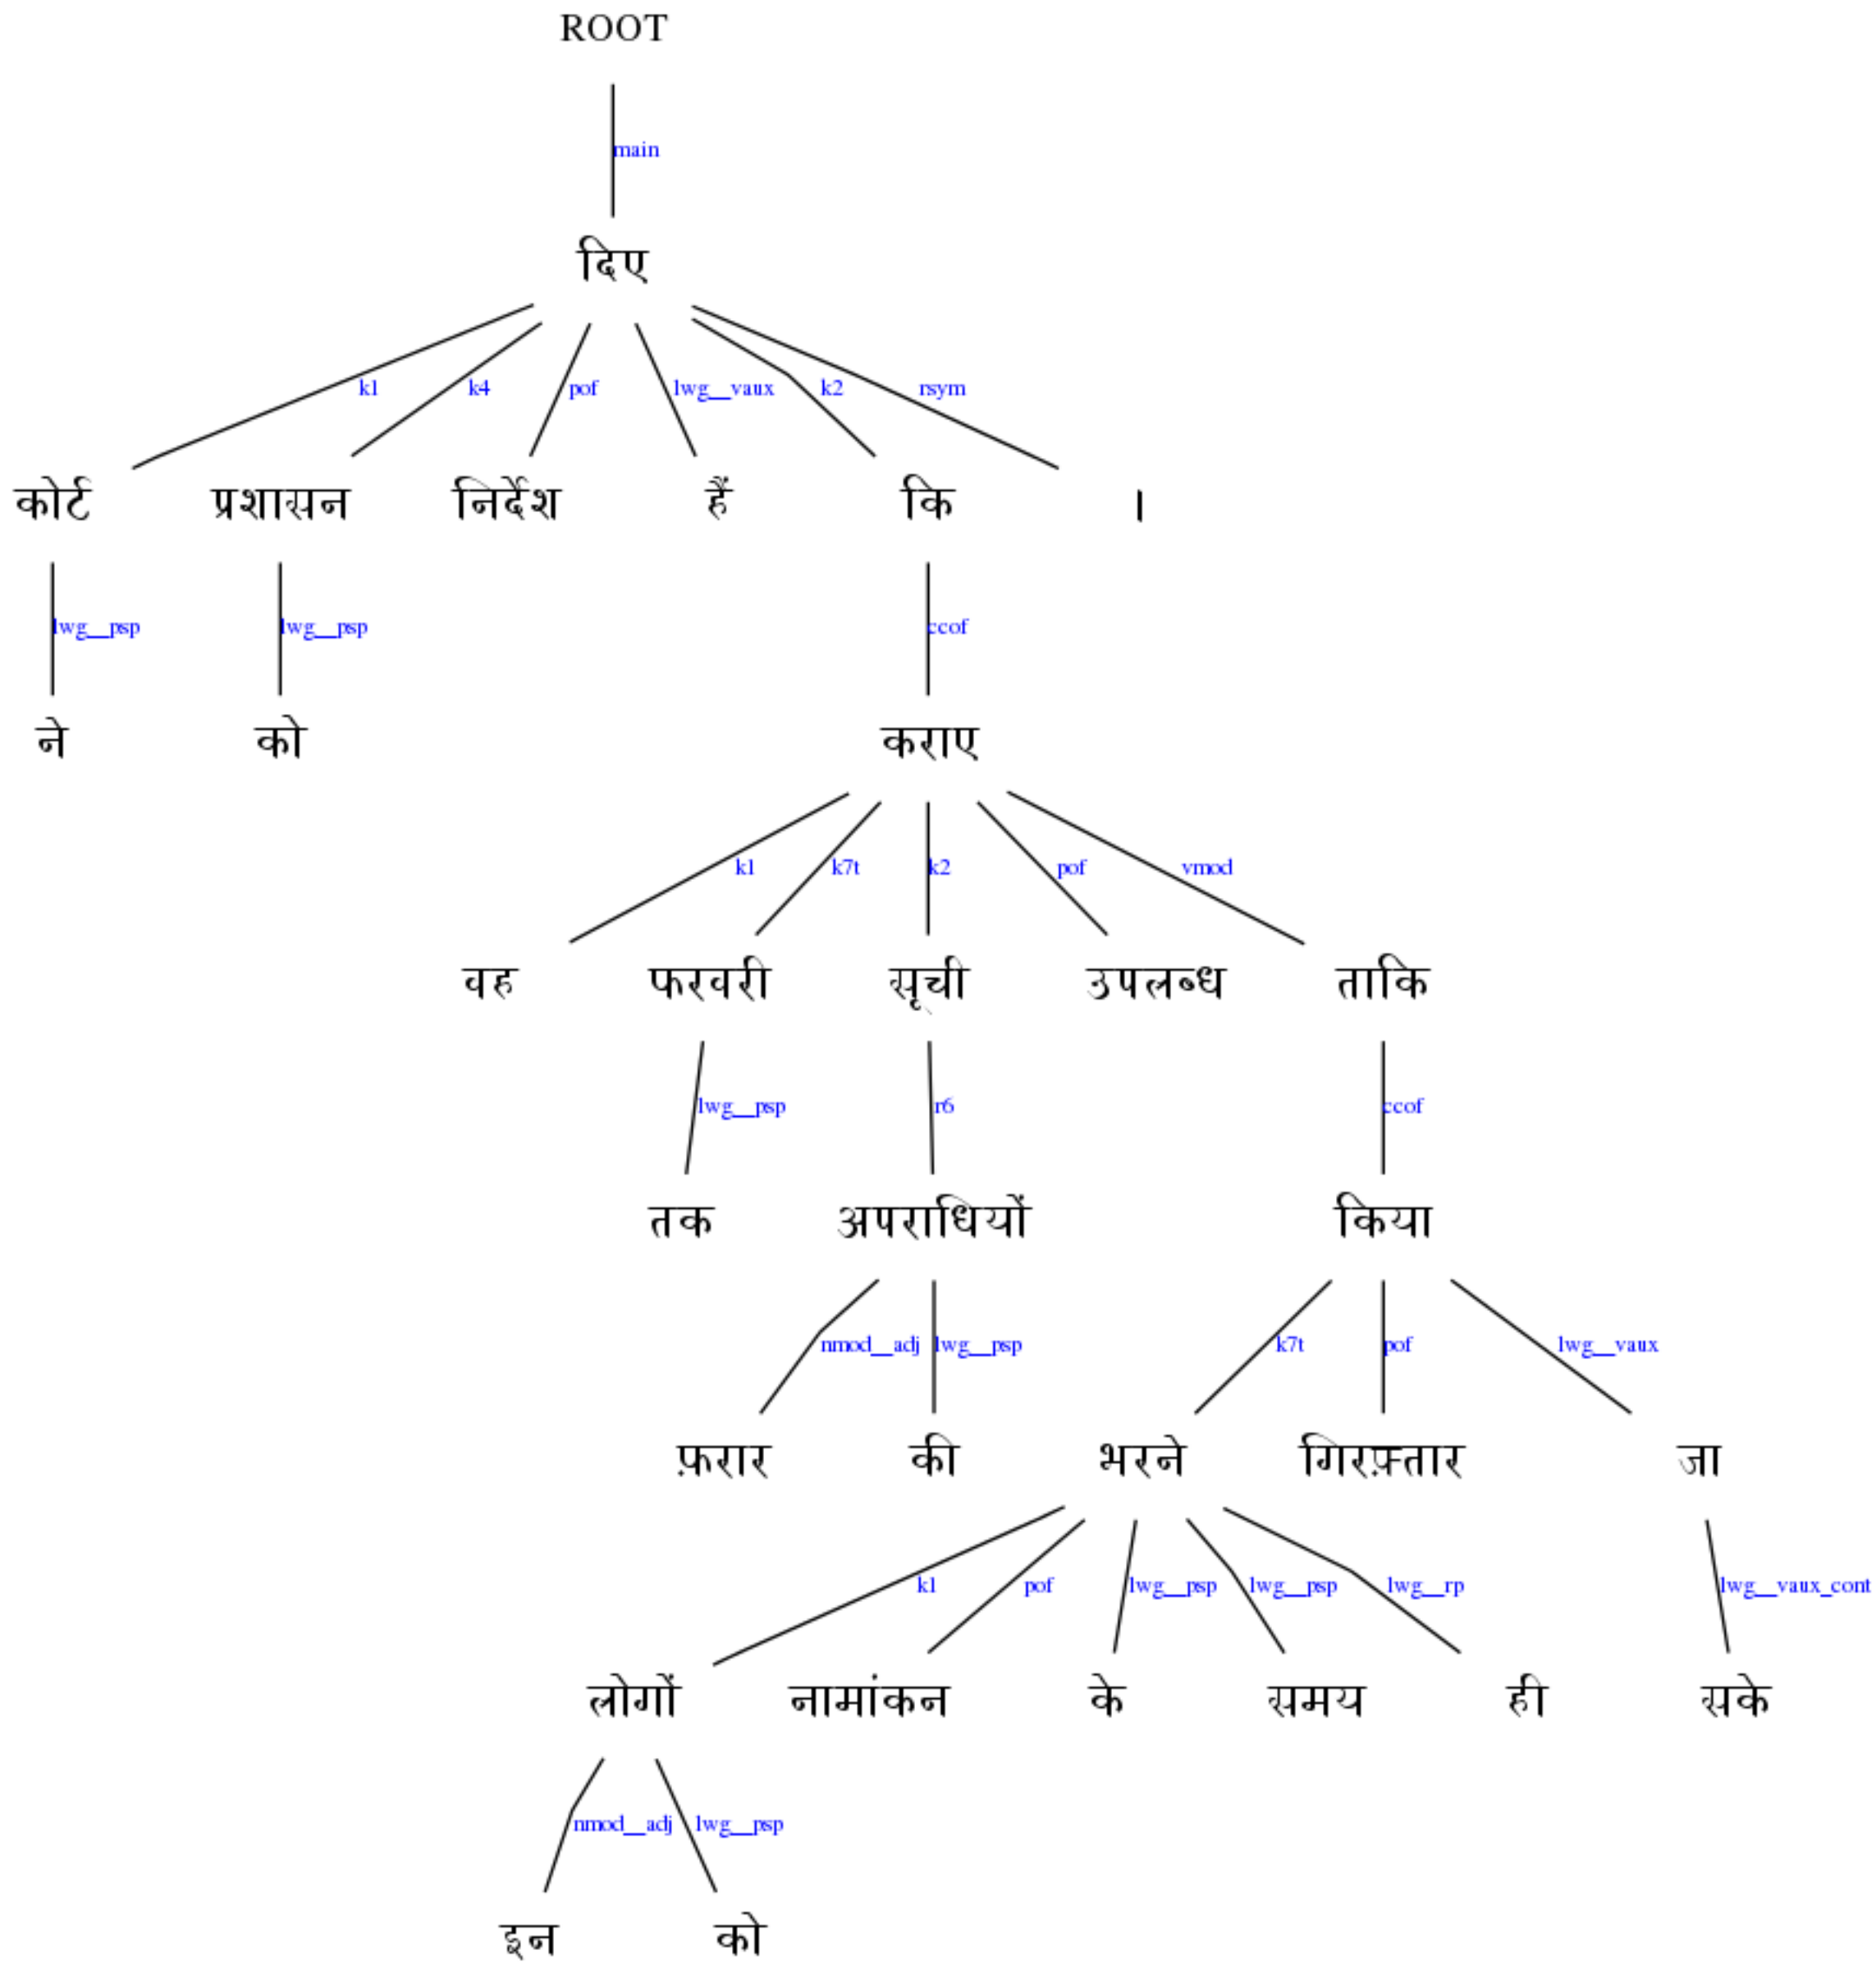 ROOT
main
दिए
k1 k4 pof lwg__vaux k2 rsym
कोर्ट प्रशासन निर्देश हैं कि ।
lwg__psp lwg__psp ccof
ने को कराए
k1 k7t k2 pof vmod
वह फरवरी सूची उपलब्ध ताकि
lwg__psp r6 ccof
तक अपराधियों किया
nmod__adj lwg__psp k7t pof lwg__vaux
फ़रार की भरने गिरफ़्तार जा
k1 pof lwg__psp lwg__psp lwg__rp lwg__vaux_cont
लोगों नामांकन के समय ही सके
nmod__adj lwg__psp
इन को